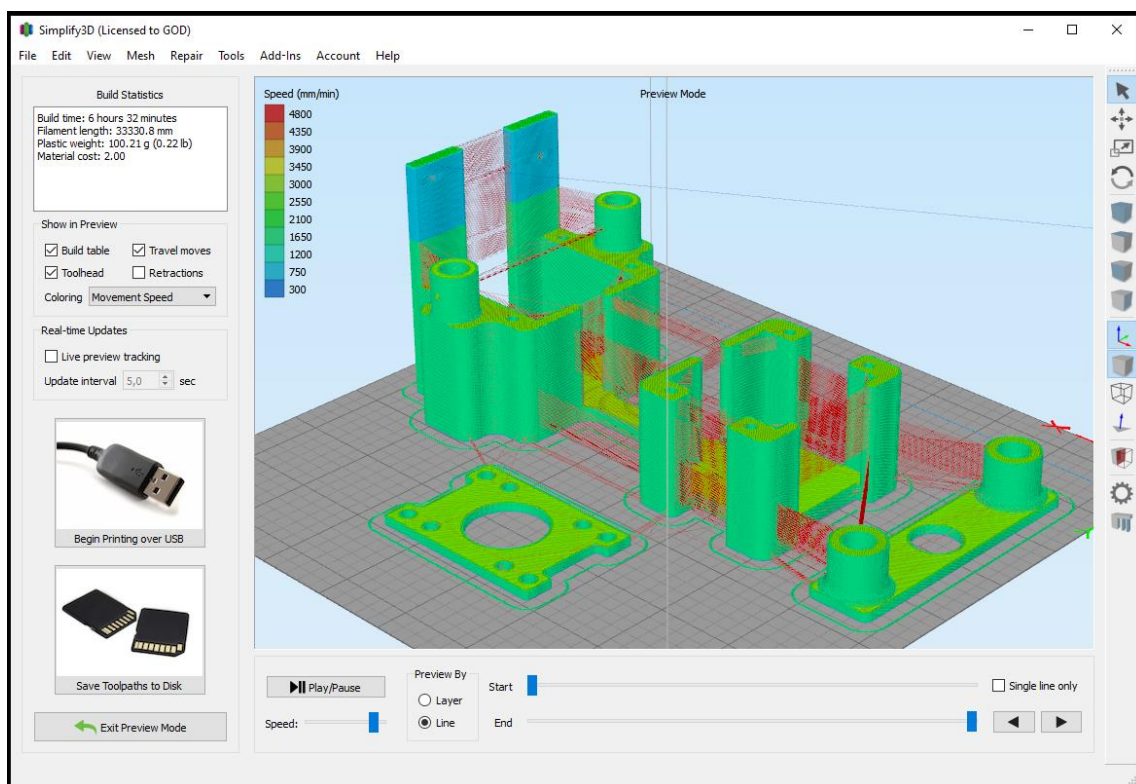 Simplify3D (Licensed to GOD)
File Edit View Mesh Repair Tools Add-Ins Account Help
Build Statistics
Build time: 6 hours 32 minutes
Filament length: 33330.8 mm
Plastic weight: 100.21 g (0.22 lb)
Material cost: 2.00
Show in Preview
Build table Travel moves
Toolhead Retractions
Coloring Movement Speed
Real-time Updates
Live preview tracking
Update interval 5,0 sec
Begin Printing over USB
Save Toolpaths to Disk
Exit Preview Mode
Speed (mm/min)
4800
4350
3900
3450
3000
2550
2100
1650
1200
750
300
Preview Mode
Play/Pause
Speed:
Preview By
Layer
Line
Start
End
Single line only